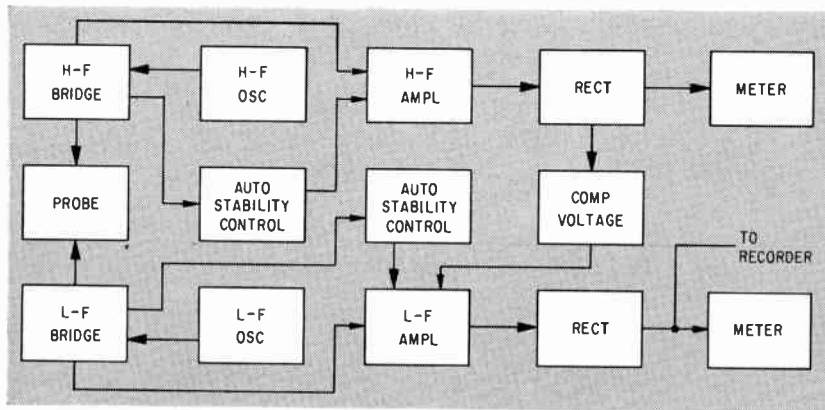 H-F
BRIDGE
H-F
OSC
H-F
AMPL
RECT
METER
PROBE
AUTO
STABILITY
CONTROL
AUTO
STABILITY
CONTROL
COMP
VOLTAGE
TO
RECORDER
L-F
BRIDGE
L-F
OSC
L-F
AMPL
RECT
METER